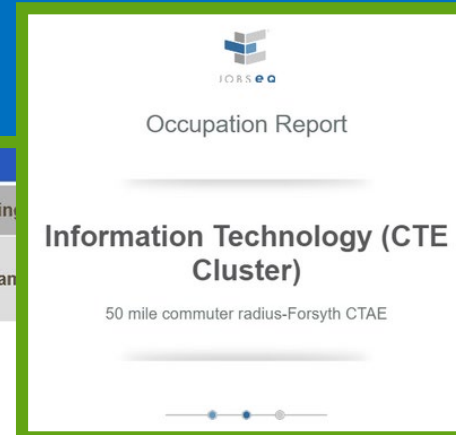 JOBSEQ
Occupation Report
Information Technology (CTE
Cluster)
50 mile commuter radius-Forsyth CTAE